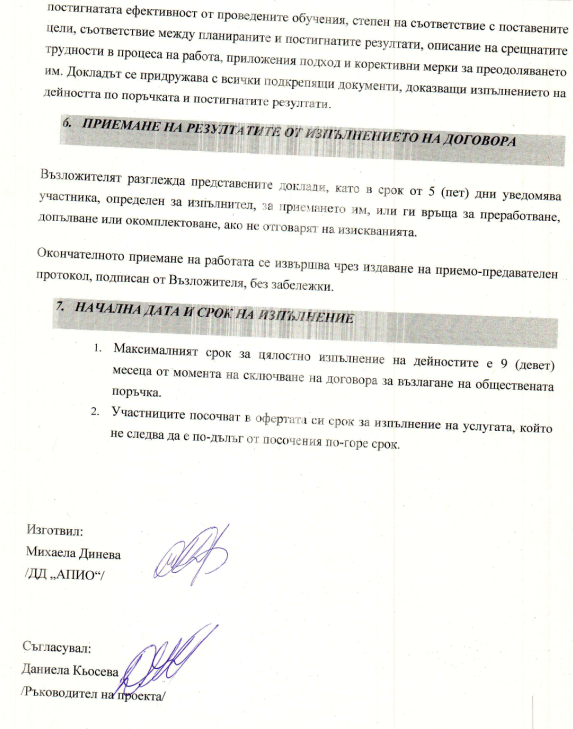 постигнатата ефективност от проведените обучения, степен на съответствие с поставените
цели, съответствие между планираните и постигнатите резултати, описание на срещнатите
трудности в процеса на работа, приложения подход и корективни мерки за преодоляването
им. Докладът се придружава с всички подкрепящи документи, доказващи изпълнението на
дейността по поръчката и постигнатите резултати.
6. ПРИЕМАНЕ НА РЕЗУЛТАТИТЕ ОТ ИЗПЪЛНЕНИЕТО НА ДОГОВОРА
Възложителят разглежда представените доклади, като в срок от 5 (пет) дни уведомява
участника, определен за изпълнител, за приемането им, или ги връща за преработване,
допълване или окомплектоване, ако не отговарят на изискванията.
Окончателното приемане на работата се извършва чрез издаване на приемо-предавателен
протокол, подписан от Възложителя, без забележки.
7. НАЧАЛНА ДАТА И СРОК НА ИЗПЪЛНЕНИЕ
1. Максималният срок за цялостно изпълнение на дейностите е 9 (девет)
месеца от момента на сключване на договора за възлагане на обществената
поръчка.
2. Участниците посочват в офертата си срок за изпълнение на услугата, който
не следва да е по-дълъг от посочения по-горе срок.
Изготвил:
Михаела Динева
/ДД „АПИО“/
Съгласувал:
Даниела Кьосева
/Ръководител на проекта/